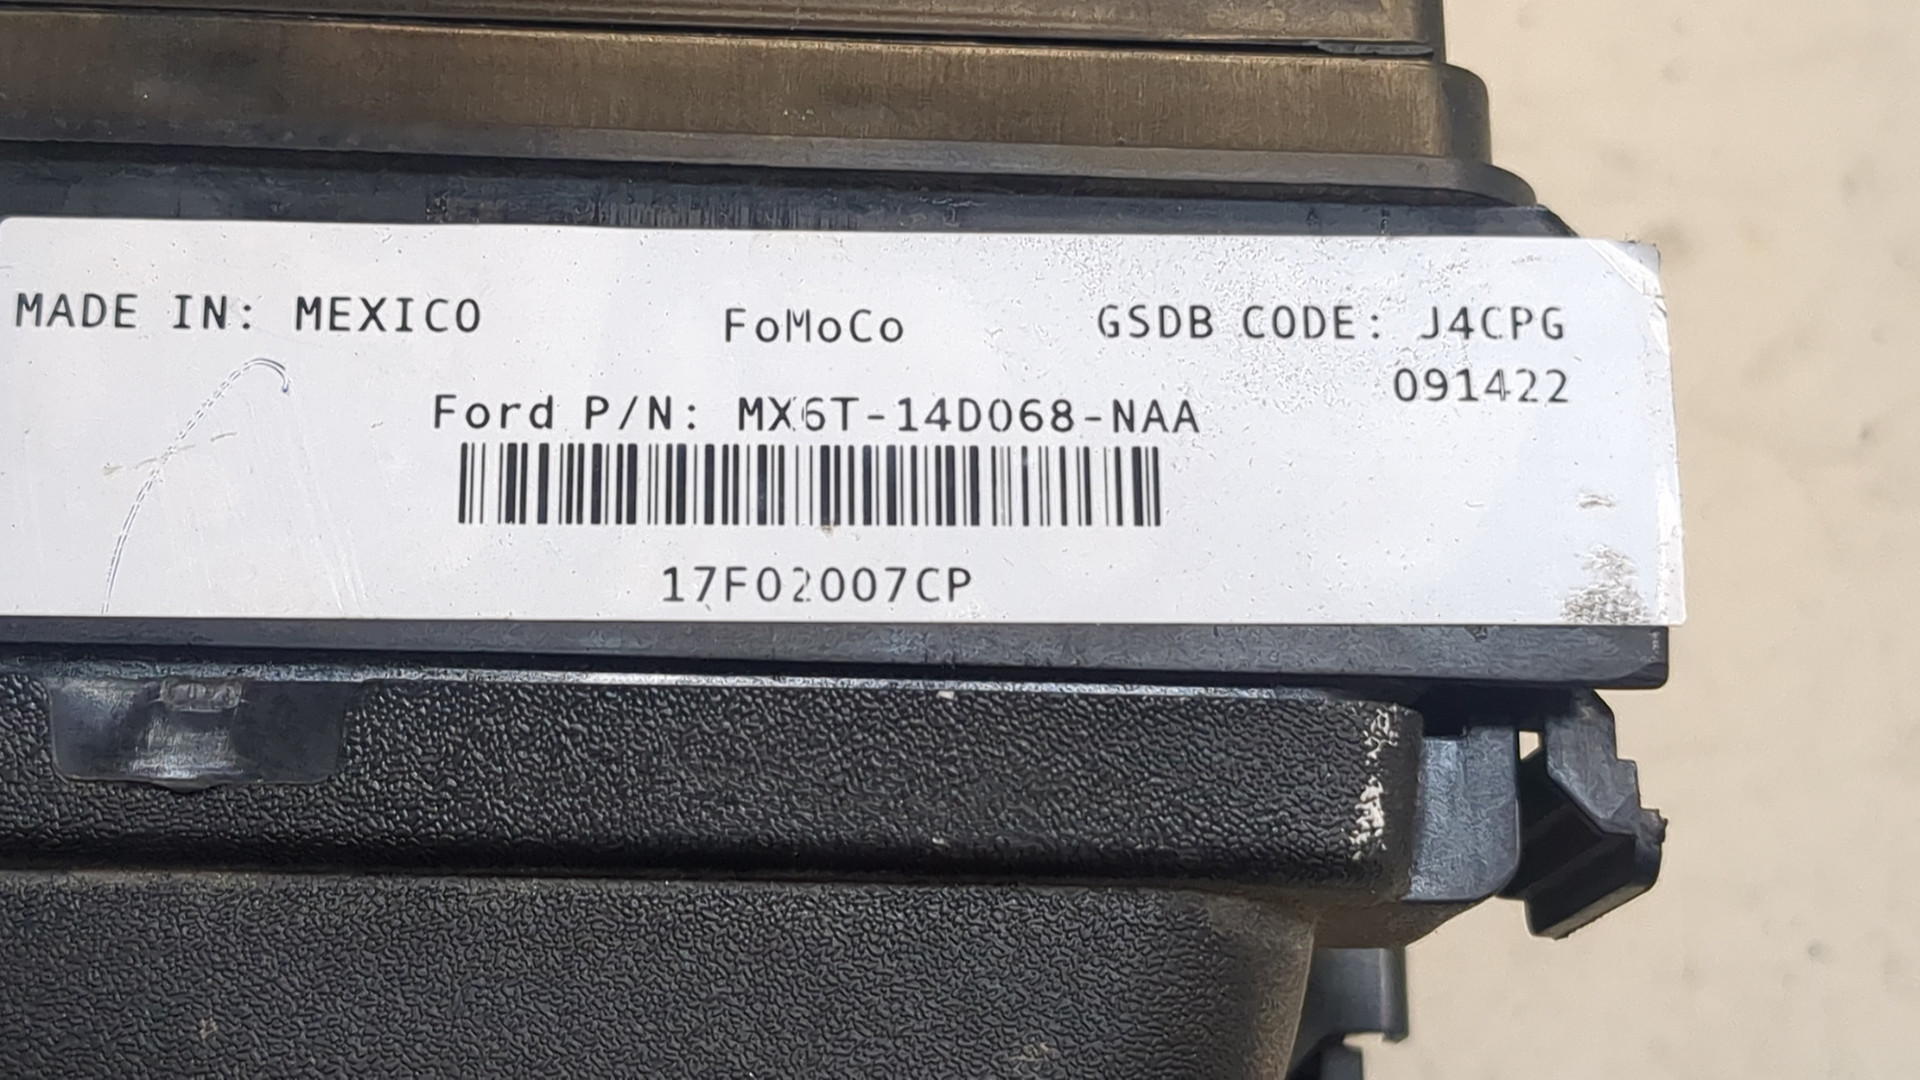 MADE IN: MEXICO FoMoCo GSDB CODE: J4CPG
091422
Ford P/N: MX6T-14D068-NAA
17F02007CP